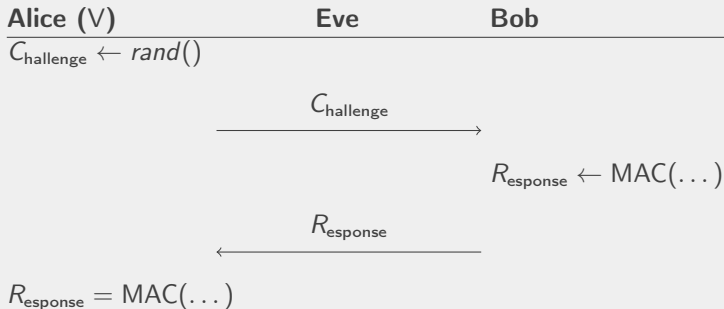 Alice (V) Eve Bob
C_hallenge ← rand()
C_hallenge
R_esponse ← MAC(...)
R_esponse
R_esponse = MAC(...)